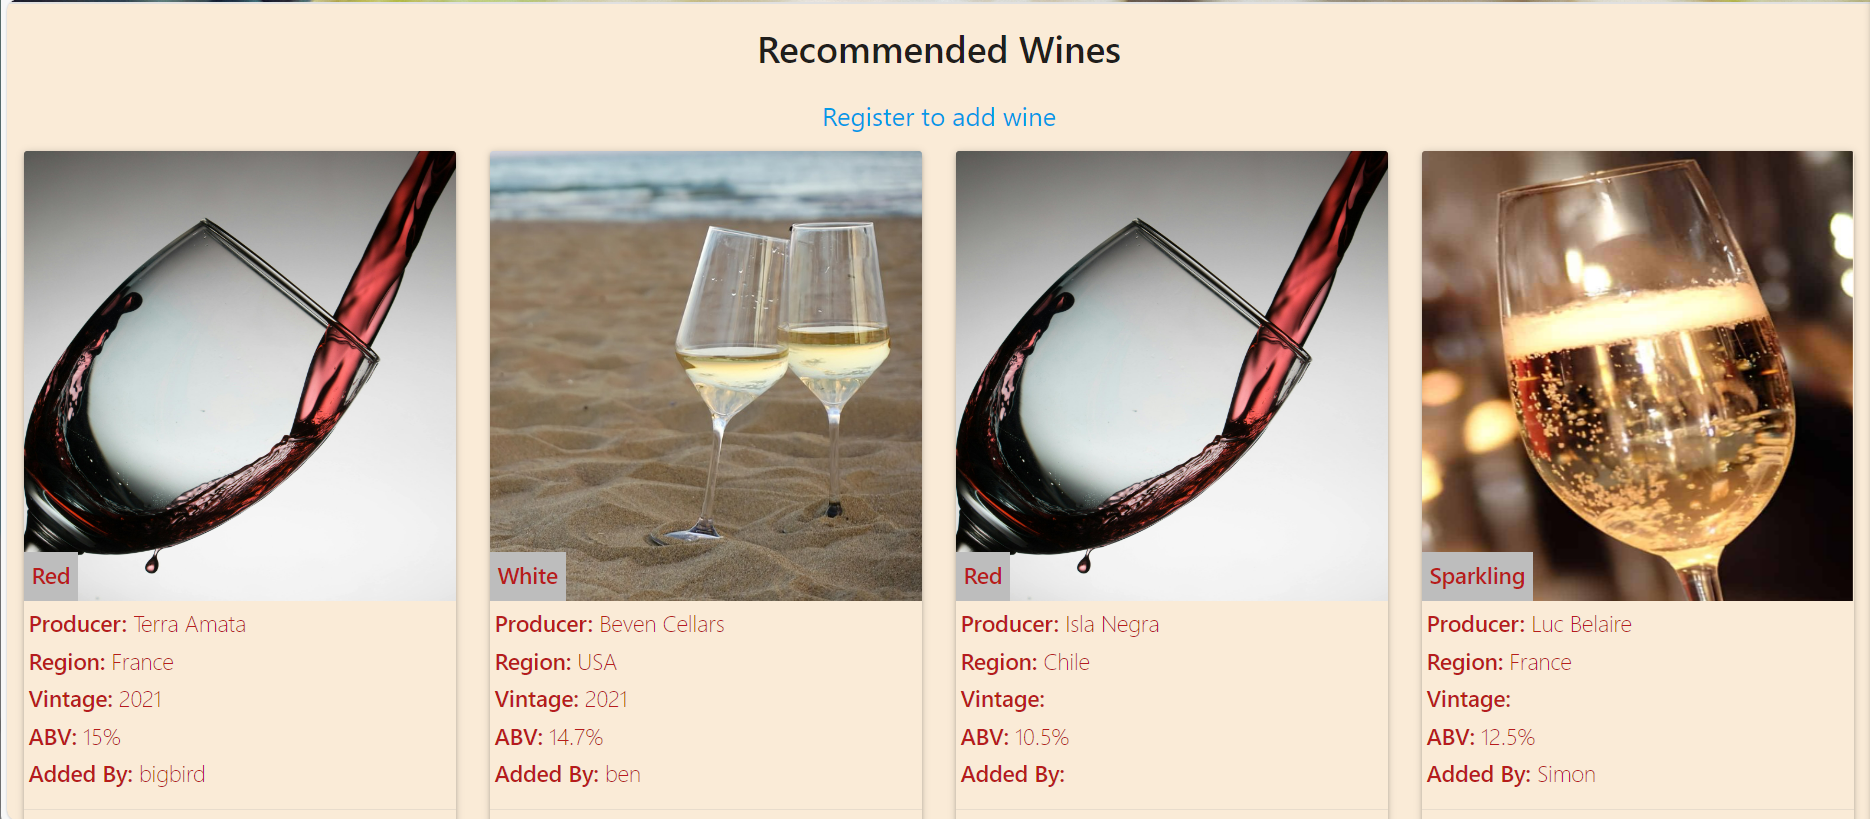 Recommended Wines
Register to add wine
Red
Producer: Terra Amata
Region: France
Vintage: 2021
ABV: 15%
Added By: bigbird
White
Producer: Beven Cellars
Region: USA
Vintage: 2021
ABV: 14.7%
Added By: ben
Red
Producer: Isla Negra
Region: Chile
Vintage:
ABV: 10.5%
Added By:
Sparkling
Producer: Luc Belaire
Region: France
Vintage:
ABV: 12.5%
Added By: Simon